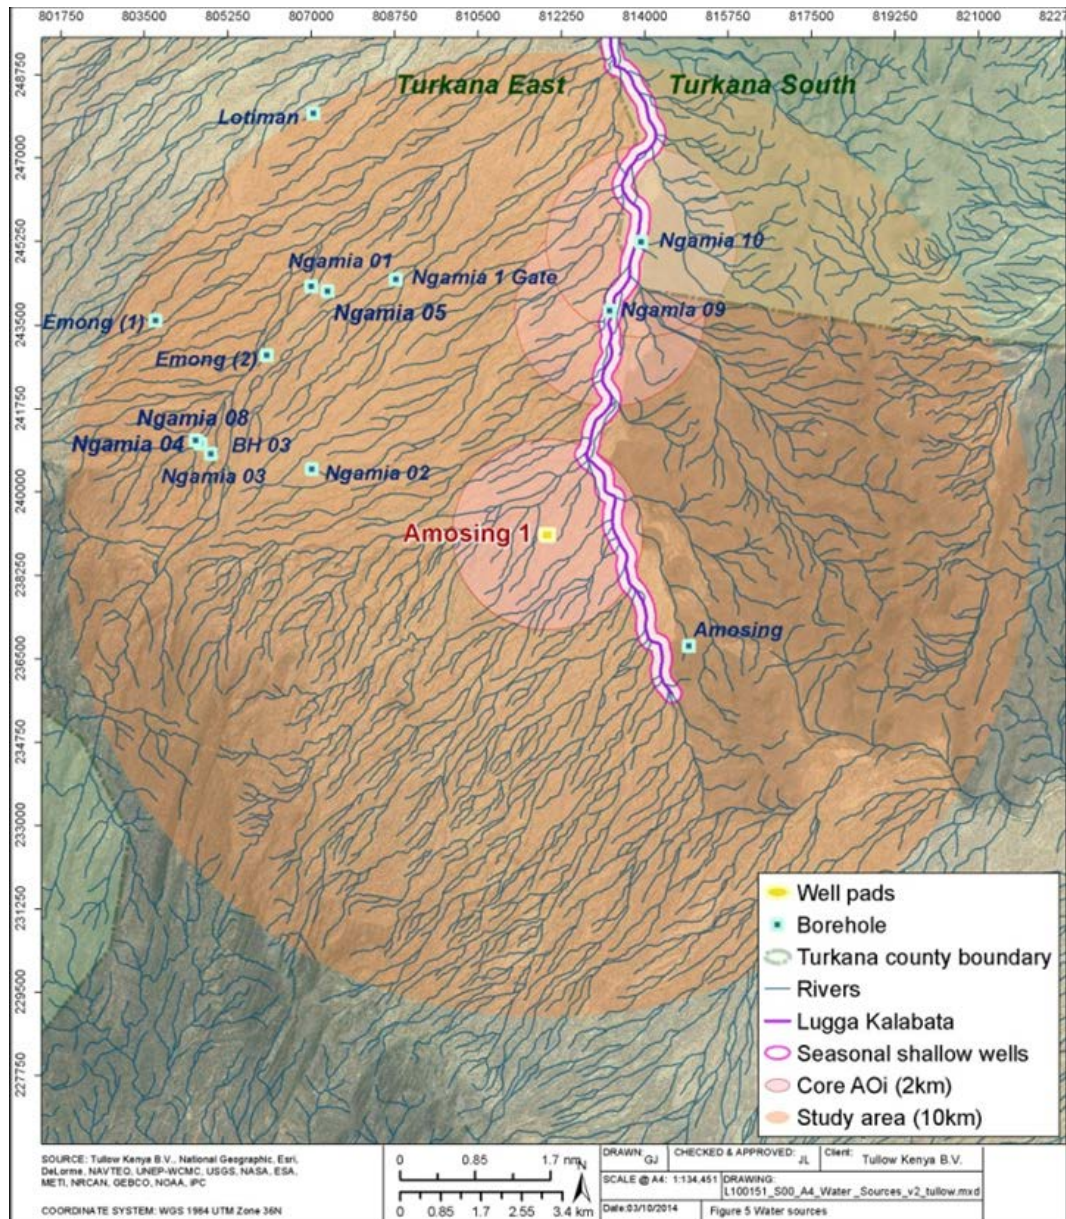 801750 803500 805250 807000 808750 810500 812250 814000 815750 817500 819250 821000 8227
248750
247000
245250
243500
241750
240000
238250
236500
234750
233000
231250
229500
227750
Turkana East
Turkana South
Lotiman
Ngamia 10
Ngamia 01
Ngamia 1 Gate
Ngamia 05
Ngamia 09
Emong (1)
Emong (2)
Ngamia 08
Ngamia 04
BH 03
Ngamia 03
Ngamia 02
Amosing 1
Amosing
Well pads
Borehole
Turkana county boundary
Rivers
Lugga Kalabata
Seasonal shallow wells
Core AOi (2km)
Study area (10km)
SOURCE: Tullow Kenya B.V., National Geographic, Esri,
DeLorme, NAVTEQ, UNEP-WCMC, USGS, NASA, ESA,
METI, NRCAN, GEBCO, NOAA, iPC
COORDINATE SYSTEM: WGS 1984 UTM Zone 36N
0 0.85 1.7 nm
N
0 0.85 1.7 2.55 3.4 km
DRAWN: GJ CHECKED & APPROVED: JL Client: Tullow Kenya B.V.
SCALE @ A4: 1:134,451 DRAWING:
L100151_S00_A4_Water _Sources_v2_tullow.mxd
Date:03/10/2014 Figure 5 Water sources